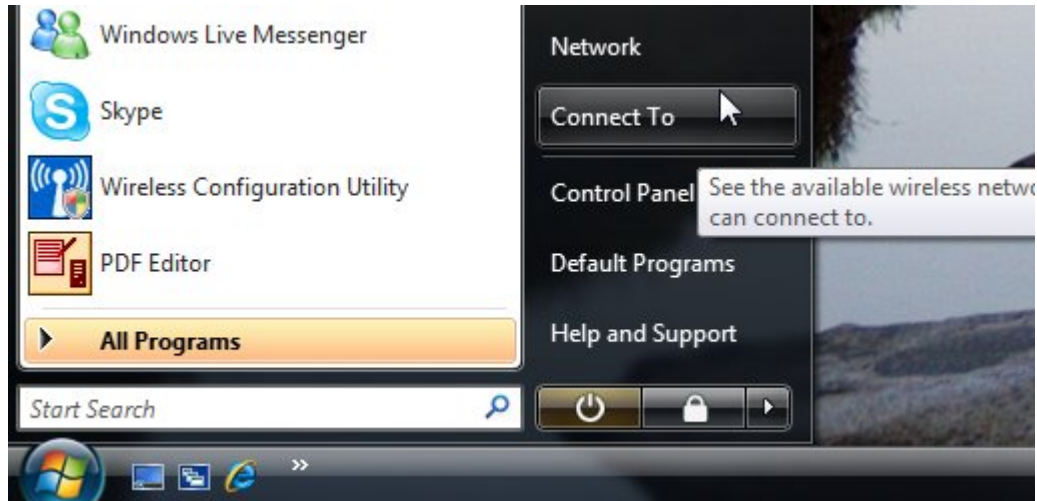 Windows Live Messenger
Skype
Wireless Configuration Utility
PDF Editor
All Programs
Start Search
Network
Connect To
Control Panel
Default Programs
Help and Support
See the available wireless
can connect to.